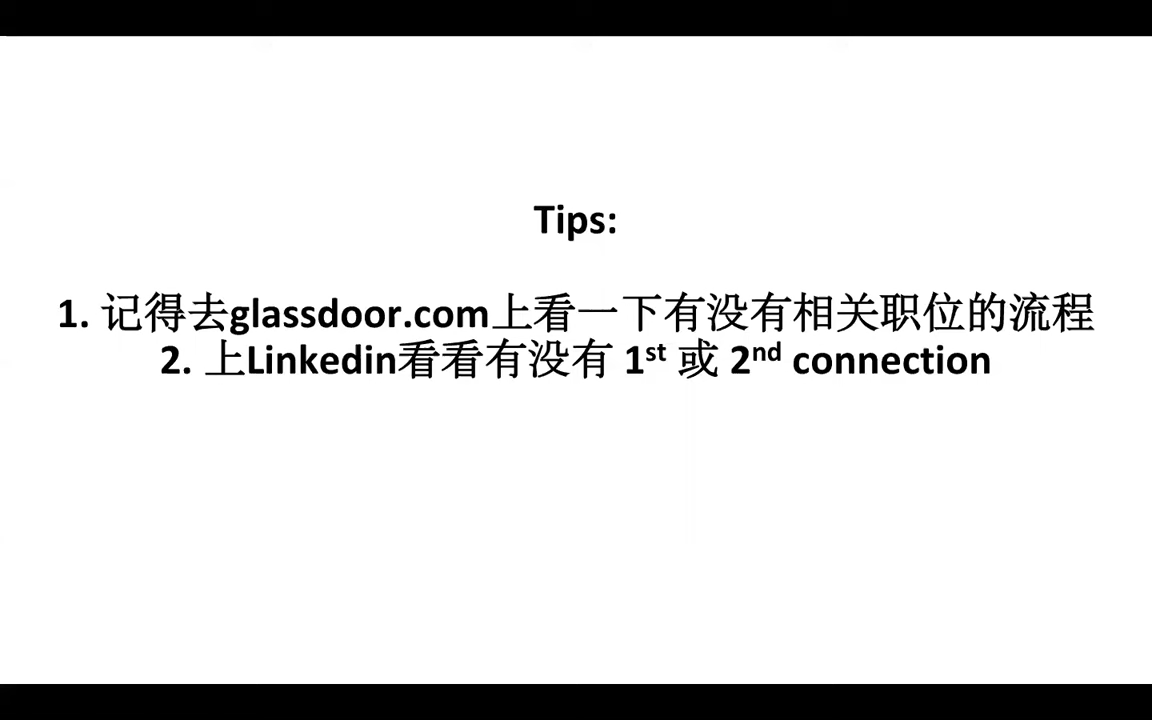 Tips:
1. 记得去glassdoor.com上看一下有没有相关职位的流程
2. 上Linkedin看看有没有 1st 或 2nd connection